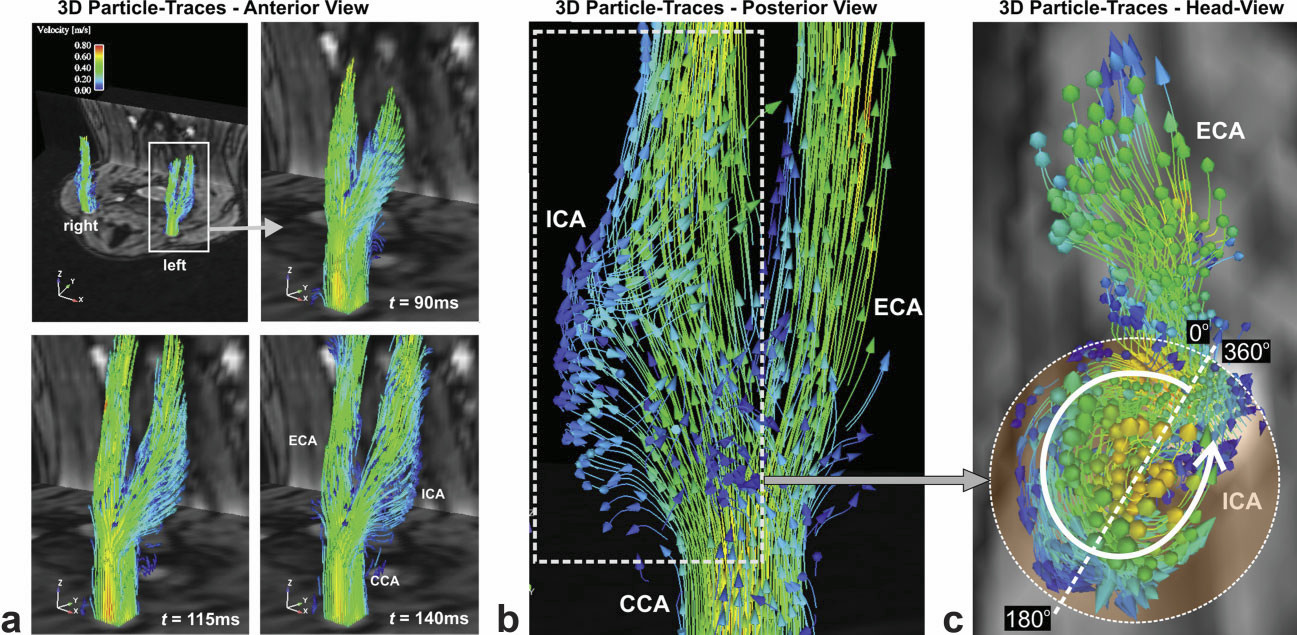 3D Particle-Traces - Anterior View
Velocity [m/s]
0.80
0.60
0.40
0.20
0.00
right
left
Z
Y
X
Z
Y
X
t = 90ms
Z
Y
X
t = 115ms
ECA
ICA
CCA
Z
Y
X
t = 140ms
a
3D Particle-Traces - Posterior View
ICA
ECA
CCA
b
3D Particle-Traces - Head-View
ECA
0°
360°
ICA
180°
c